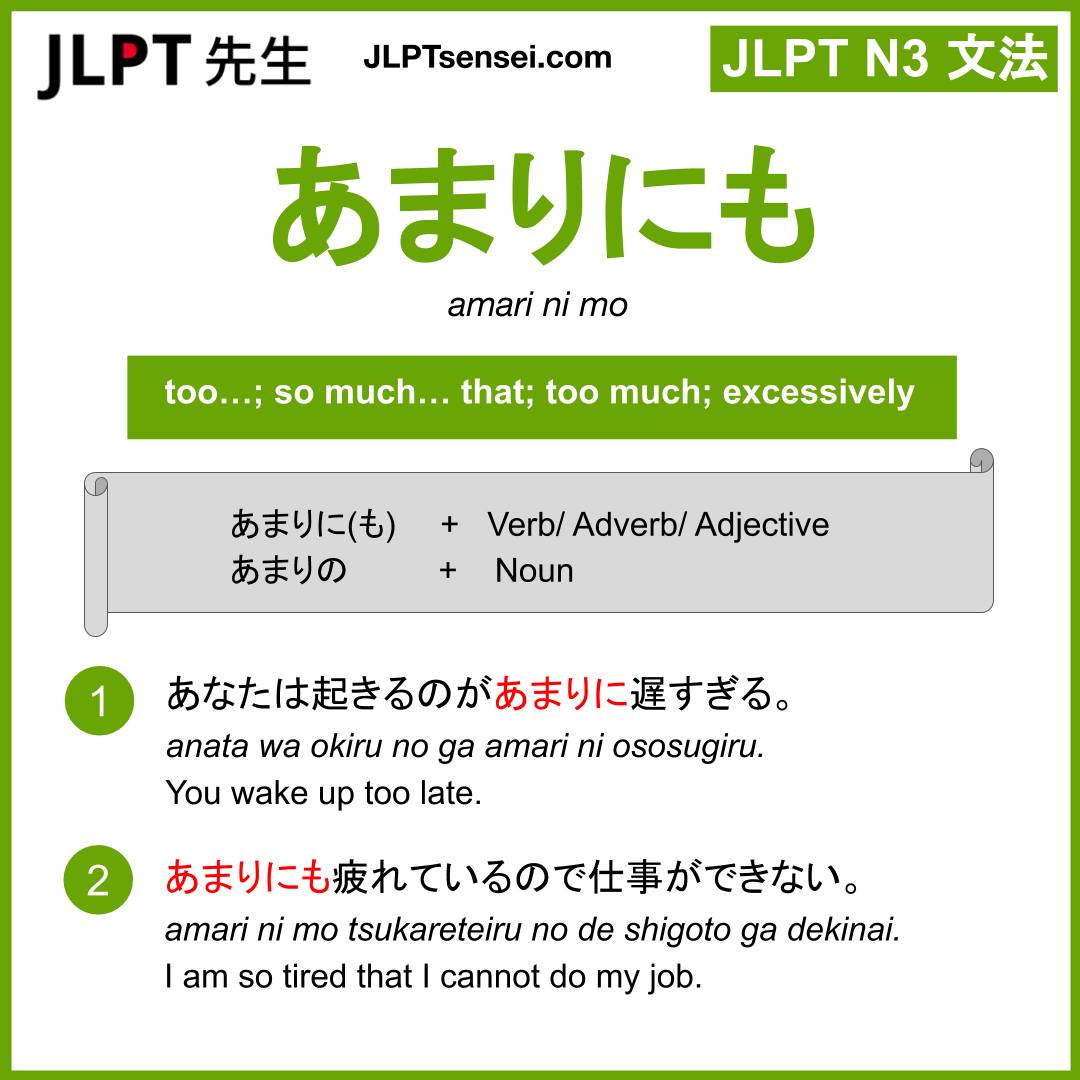 JLPT 先生
JLPTsensei.com
JLPT N3 文法
あまりにも
amari ni mo
too…; so much… that; too much; excessively
あまりに(も) + Verb/ Adverb/ Adjective
あまりの + Noun
1
あなたは起きるのがあまりに遅すぎる。
anata wa okiru no ga amari ni ososugiru.
You wake up too late.
2
あまりにも疲れているので仕事ができない。
amari ni mo tsukareteiru no de shigoto ga dekinai.
I am so tired that I cannot do my job.